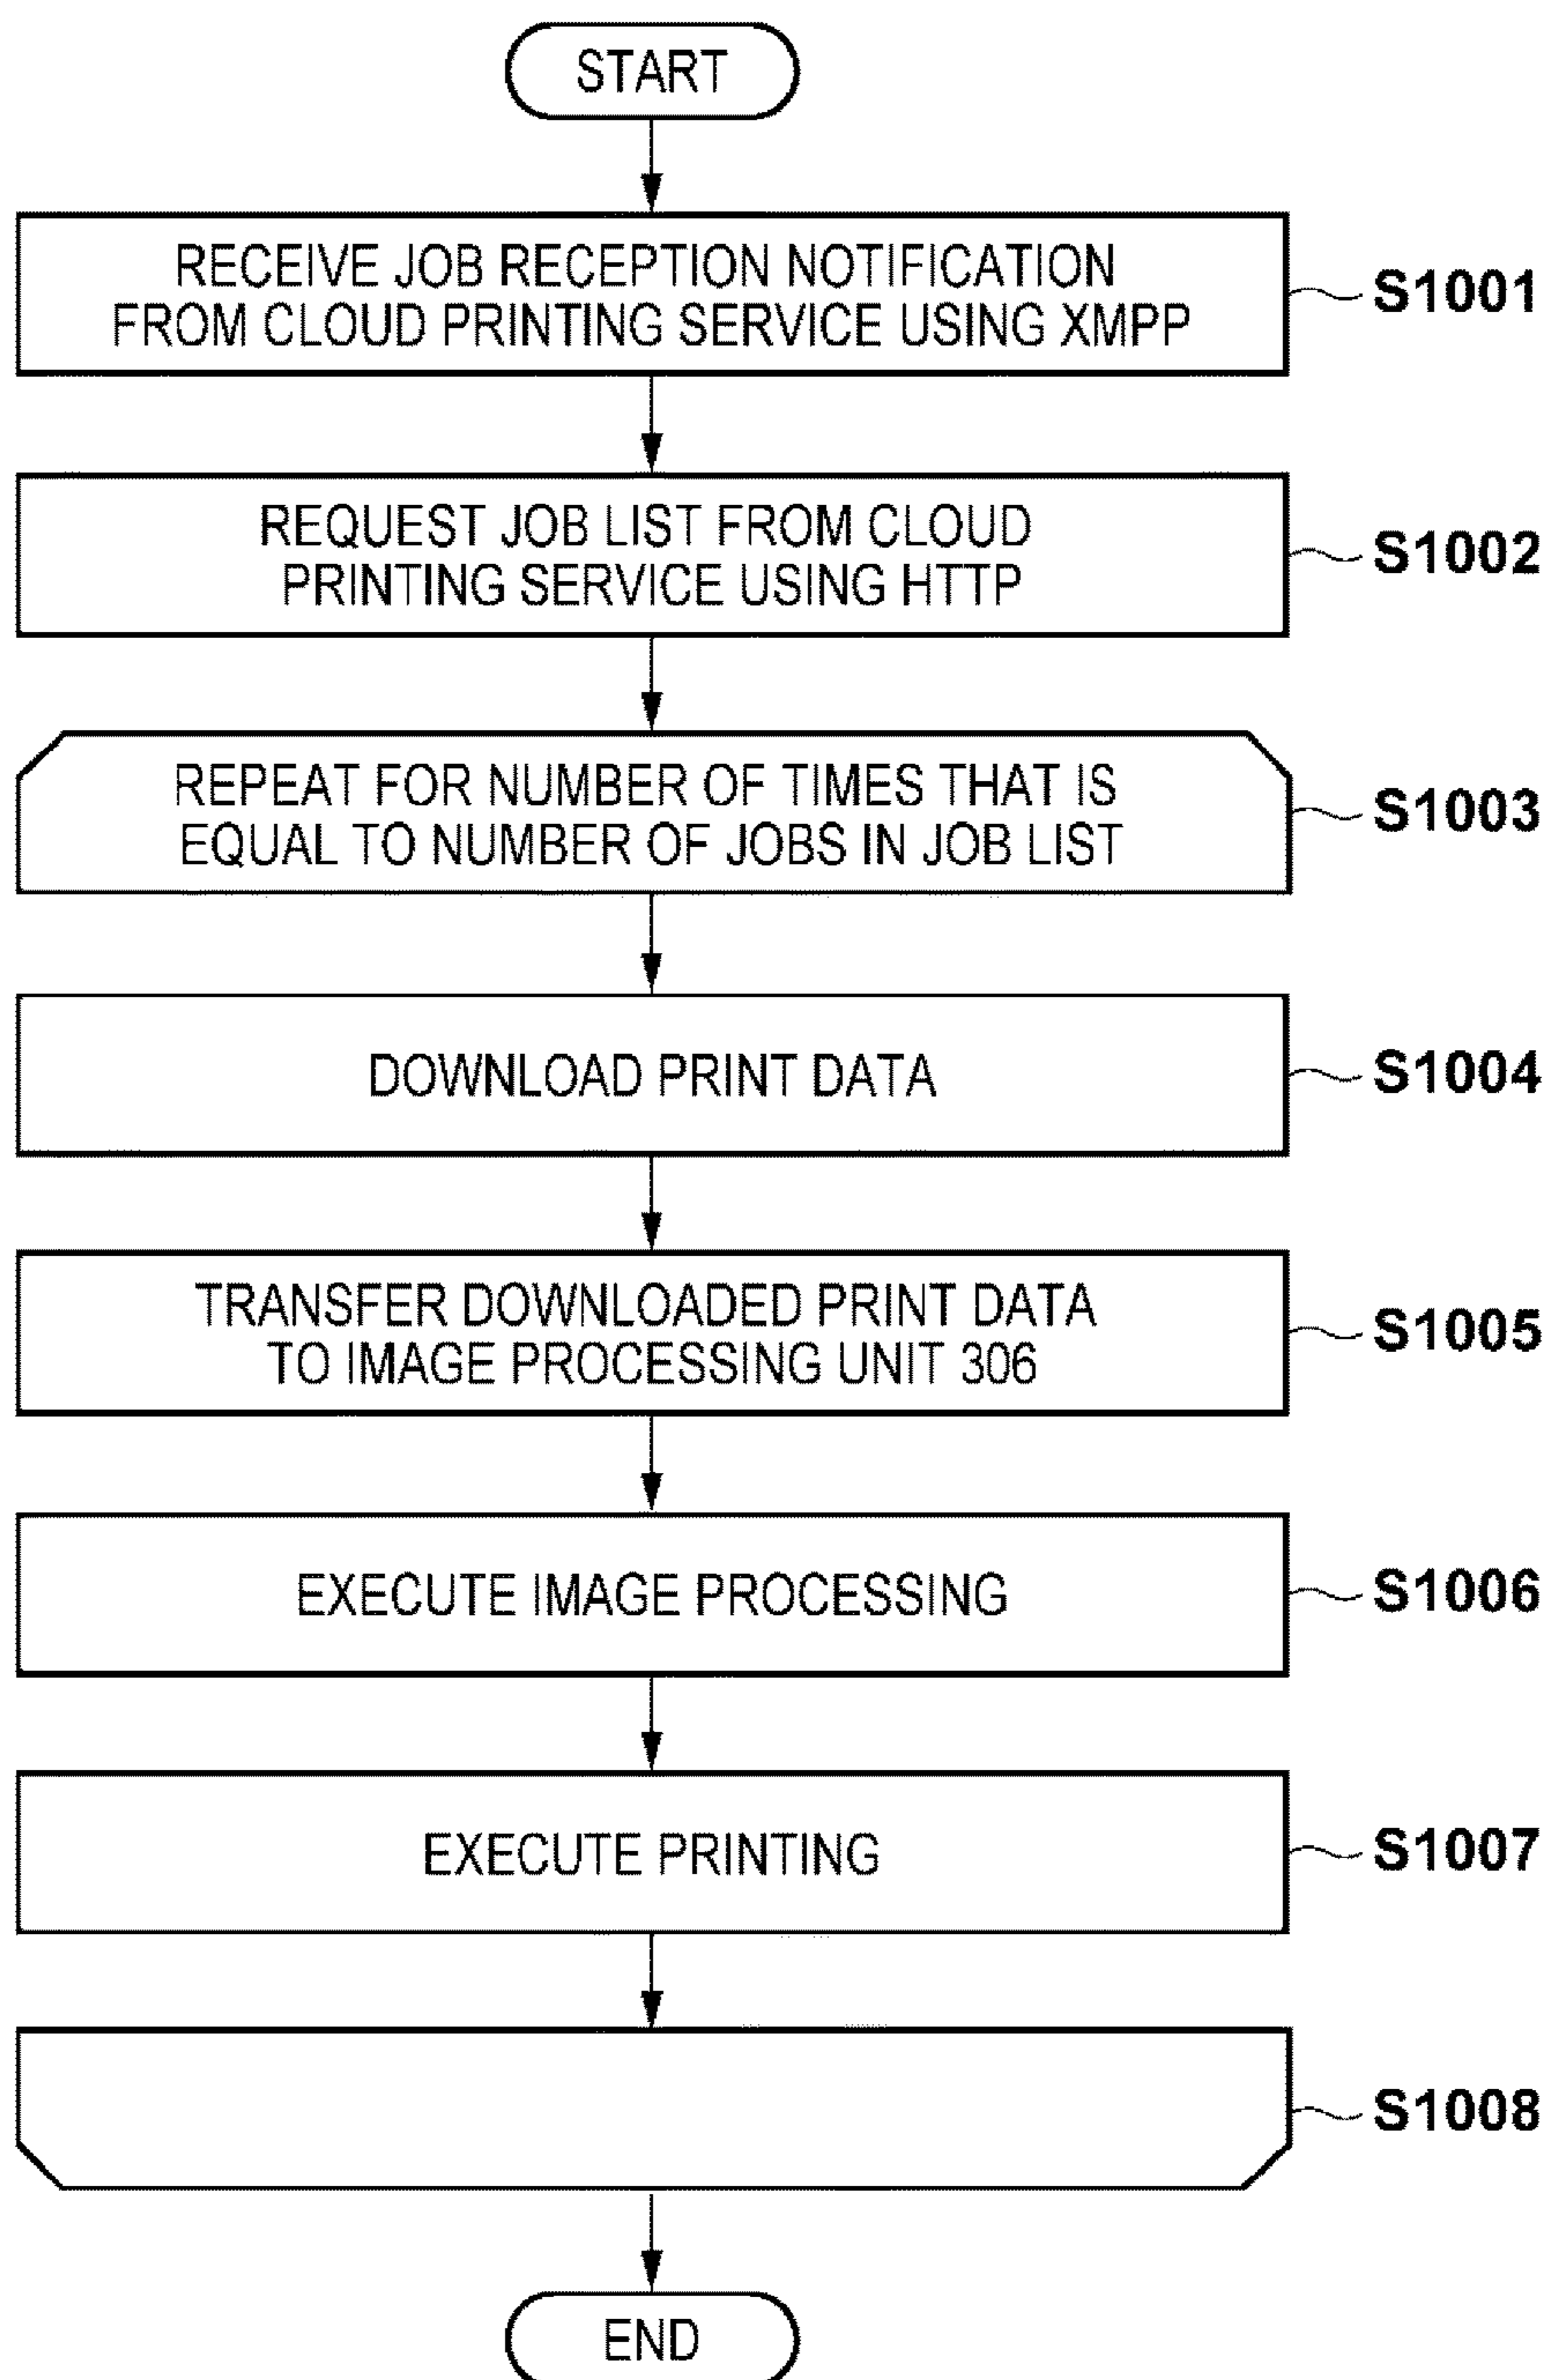 START
RECEIVE JOB RECEPTION NOTIFICATION
FROM CLOUD PRINTING SERVICE USING XMPP
S1001
REQUEST JOB LIST FROM CLOUD
PRINTING SERVICE USING HTTP
S1002
REPEAT FOR NUMBER OF TIMES THAT IS
EQUAL TO NUMBER OF JOBS IN JOB LIST
S1003
DOWNLOAD PRINT DATA
S1004
TRANSFER DOWNLOADED PRINT DATA
TO IMAGE PROCESSING UNIT 306
S1005
EXECUTE IMAGE PROCESSING
S1006
EXECUTE PRINTING
S1007
S1008
END